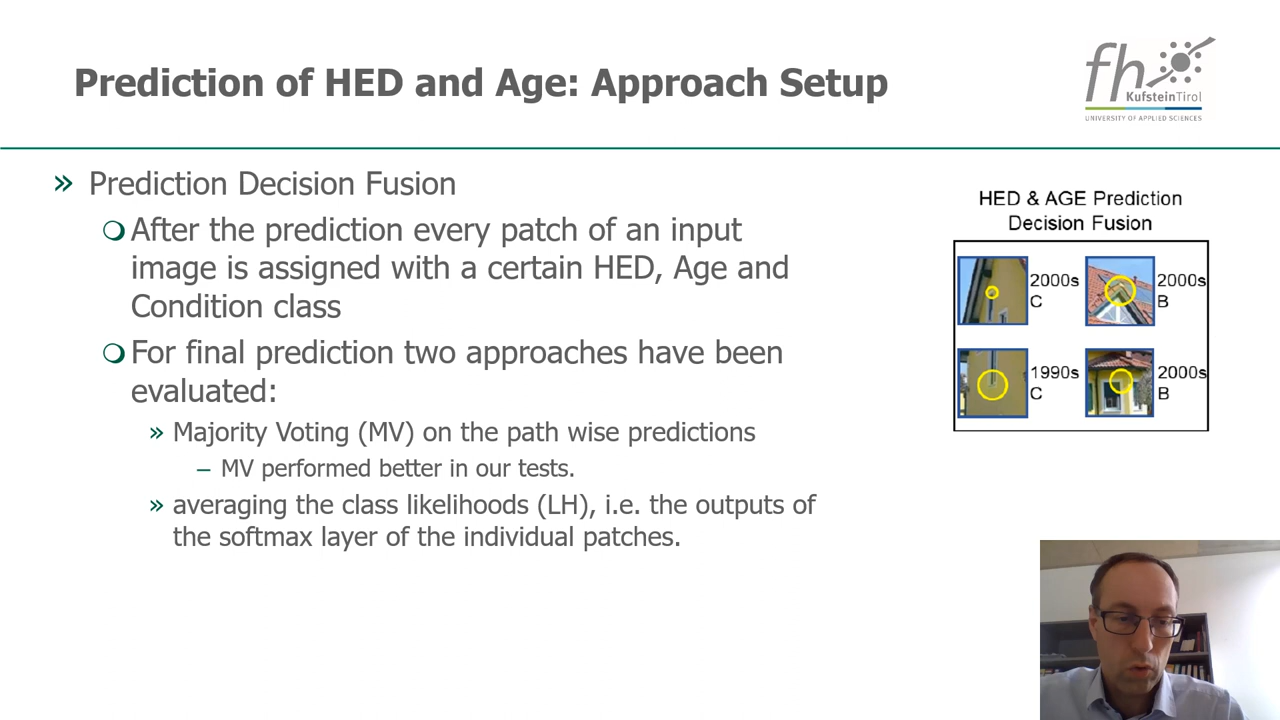 Prediction of HED and Age: Approach Setup
fh
KufsteinTirol
UNIVERSITY OF APPLIED SCIENCES
» Prediction Decision Fusion
After the prediction every patch of an input
image is assigned with a certain HED, Age and
Condition class
For final prediction two approaches have been
evaluated:
» Majority Voting (MV) on the path wise predictions
– MV performed better in our tests.
» averaging the class likelihoods (LH), i.e. the outputs of
the softmax layer of the individual patches.
HED & AGE Prediction
Decision Fusion
2000s
C
2000s
B
1990s
C
2000s
B